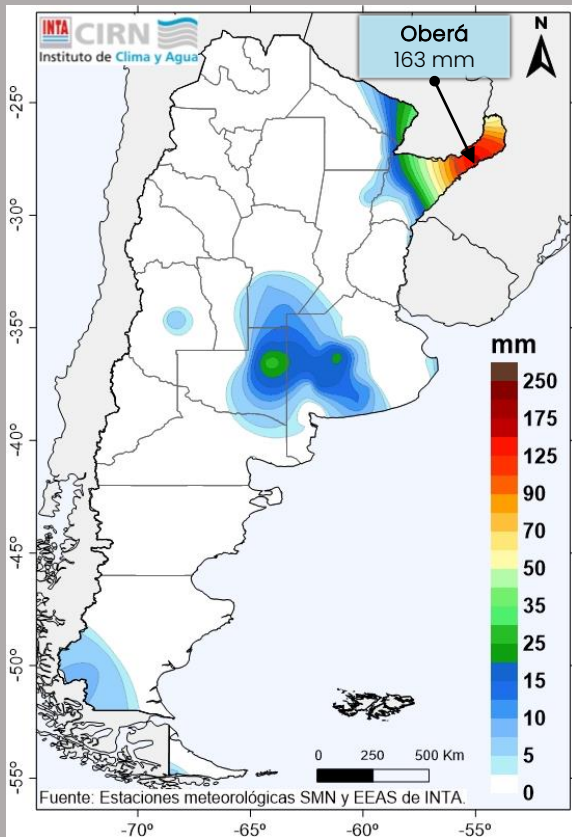 INTA CIRN
Instituto de Clima y Agua
Oberá
163 mm
N
-25°
-30°
-35°
-40°
-45°
-50°
-55°
mm
250
175
125
90
70
50
35
25
15
10
5
0
0 250 500 Km
Fuente: Estaciones meteorológicas SMN y EEAS de INTA.
-70° -65° -60° -55°